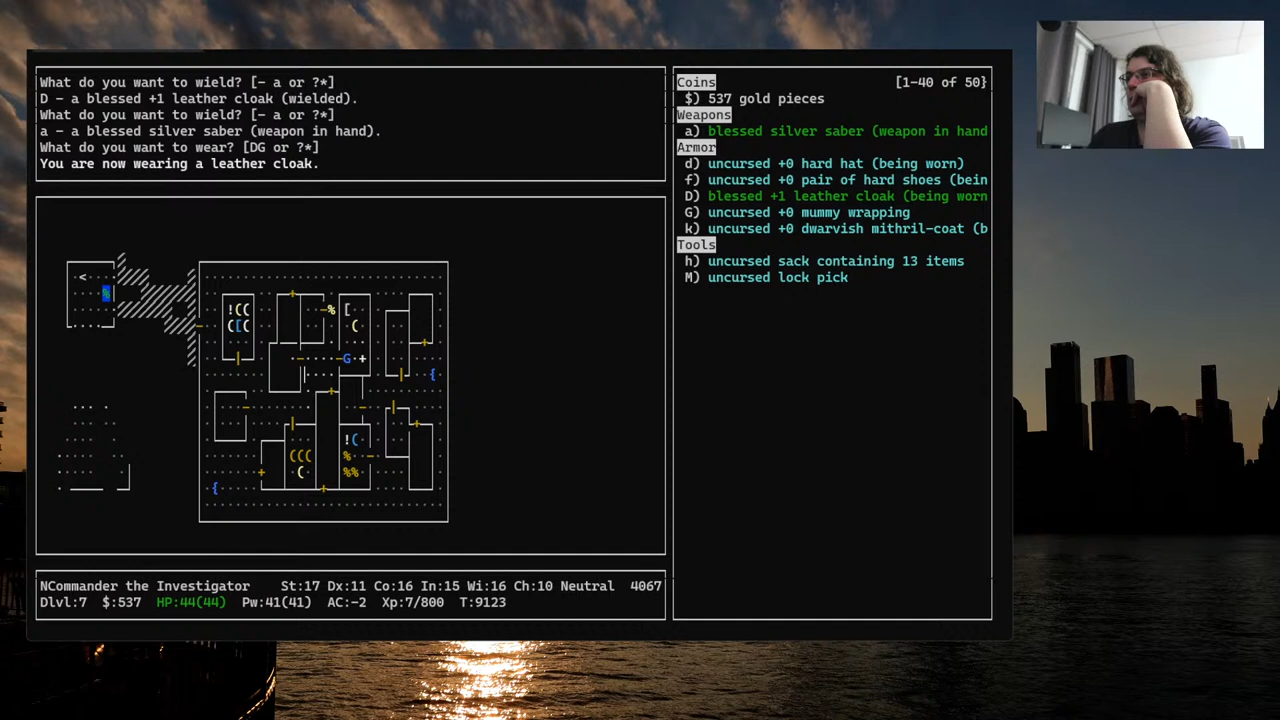 What do you want to wield? [- a or ?*]
D - a blessed +1 leather cloak (wielded).
What do you want to wield? [- a or ?*]
a - a blessed silver saber (weapon in hand).
What do you want to wear? [DG or ?*]
You are now wearing a leather cloak.
Coins [1-40 of 50}
$) 537 gold pieces
Weapons
a) blessed silver saber (weapon in hand
Armor
d) uncursed +0 hard hat (being worn)
f) uncursed +0 pair of hard shoes (bein
D) blessed +1 leather cloak (being worn
G) uncursed +0 mummy wrapping
k) uncursed +0 dwarvish mithril-coat (b
Tools
h) uncursed sack containing 13 items
M) uncursed lock pick
NCommander the Investigator St:17 Dx:11 Co:16 In:15 Wi:16 Ch:10 Neutral 4067
Dlvl:7 $:537 HP:44(44) Pw:41(41) AC:-2 Xp:7/800 T:9123